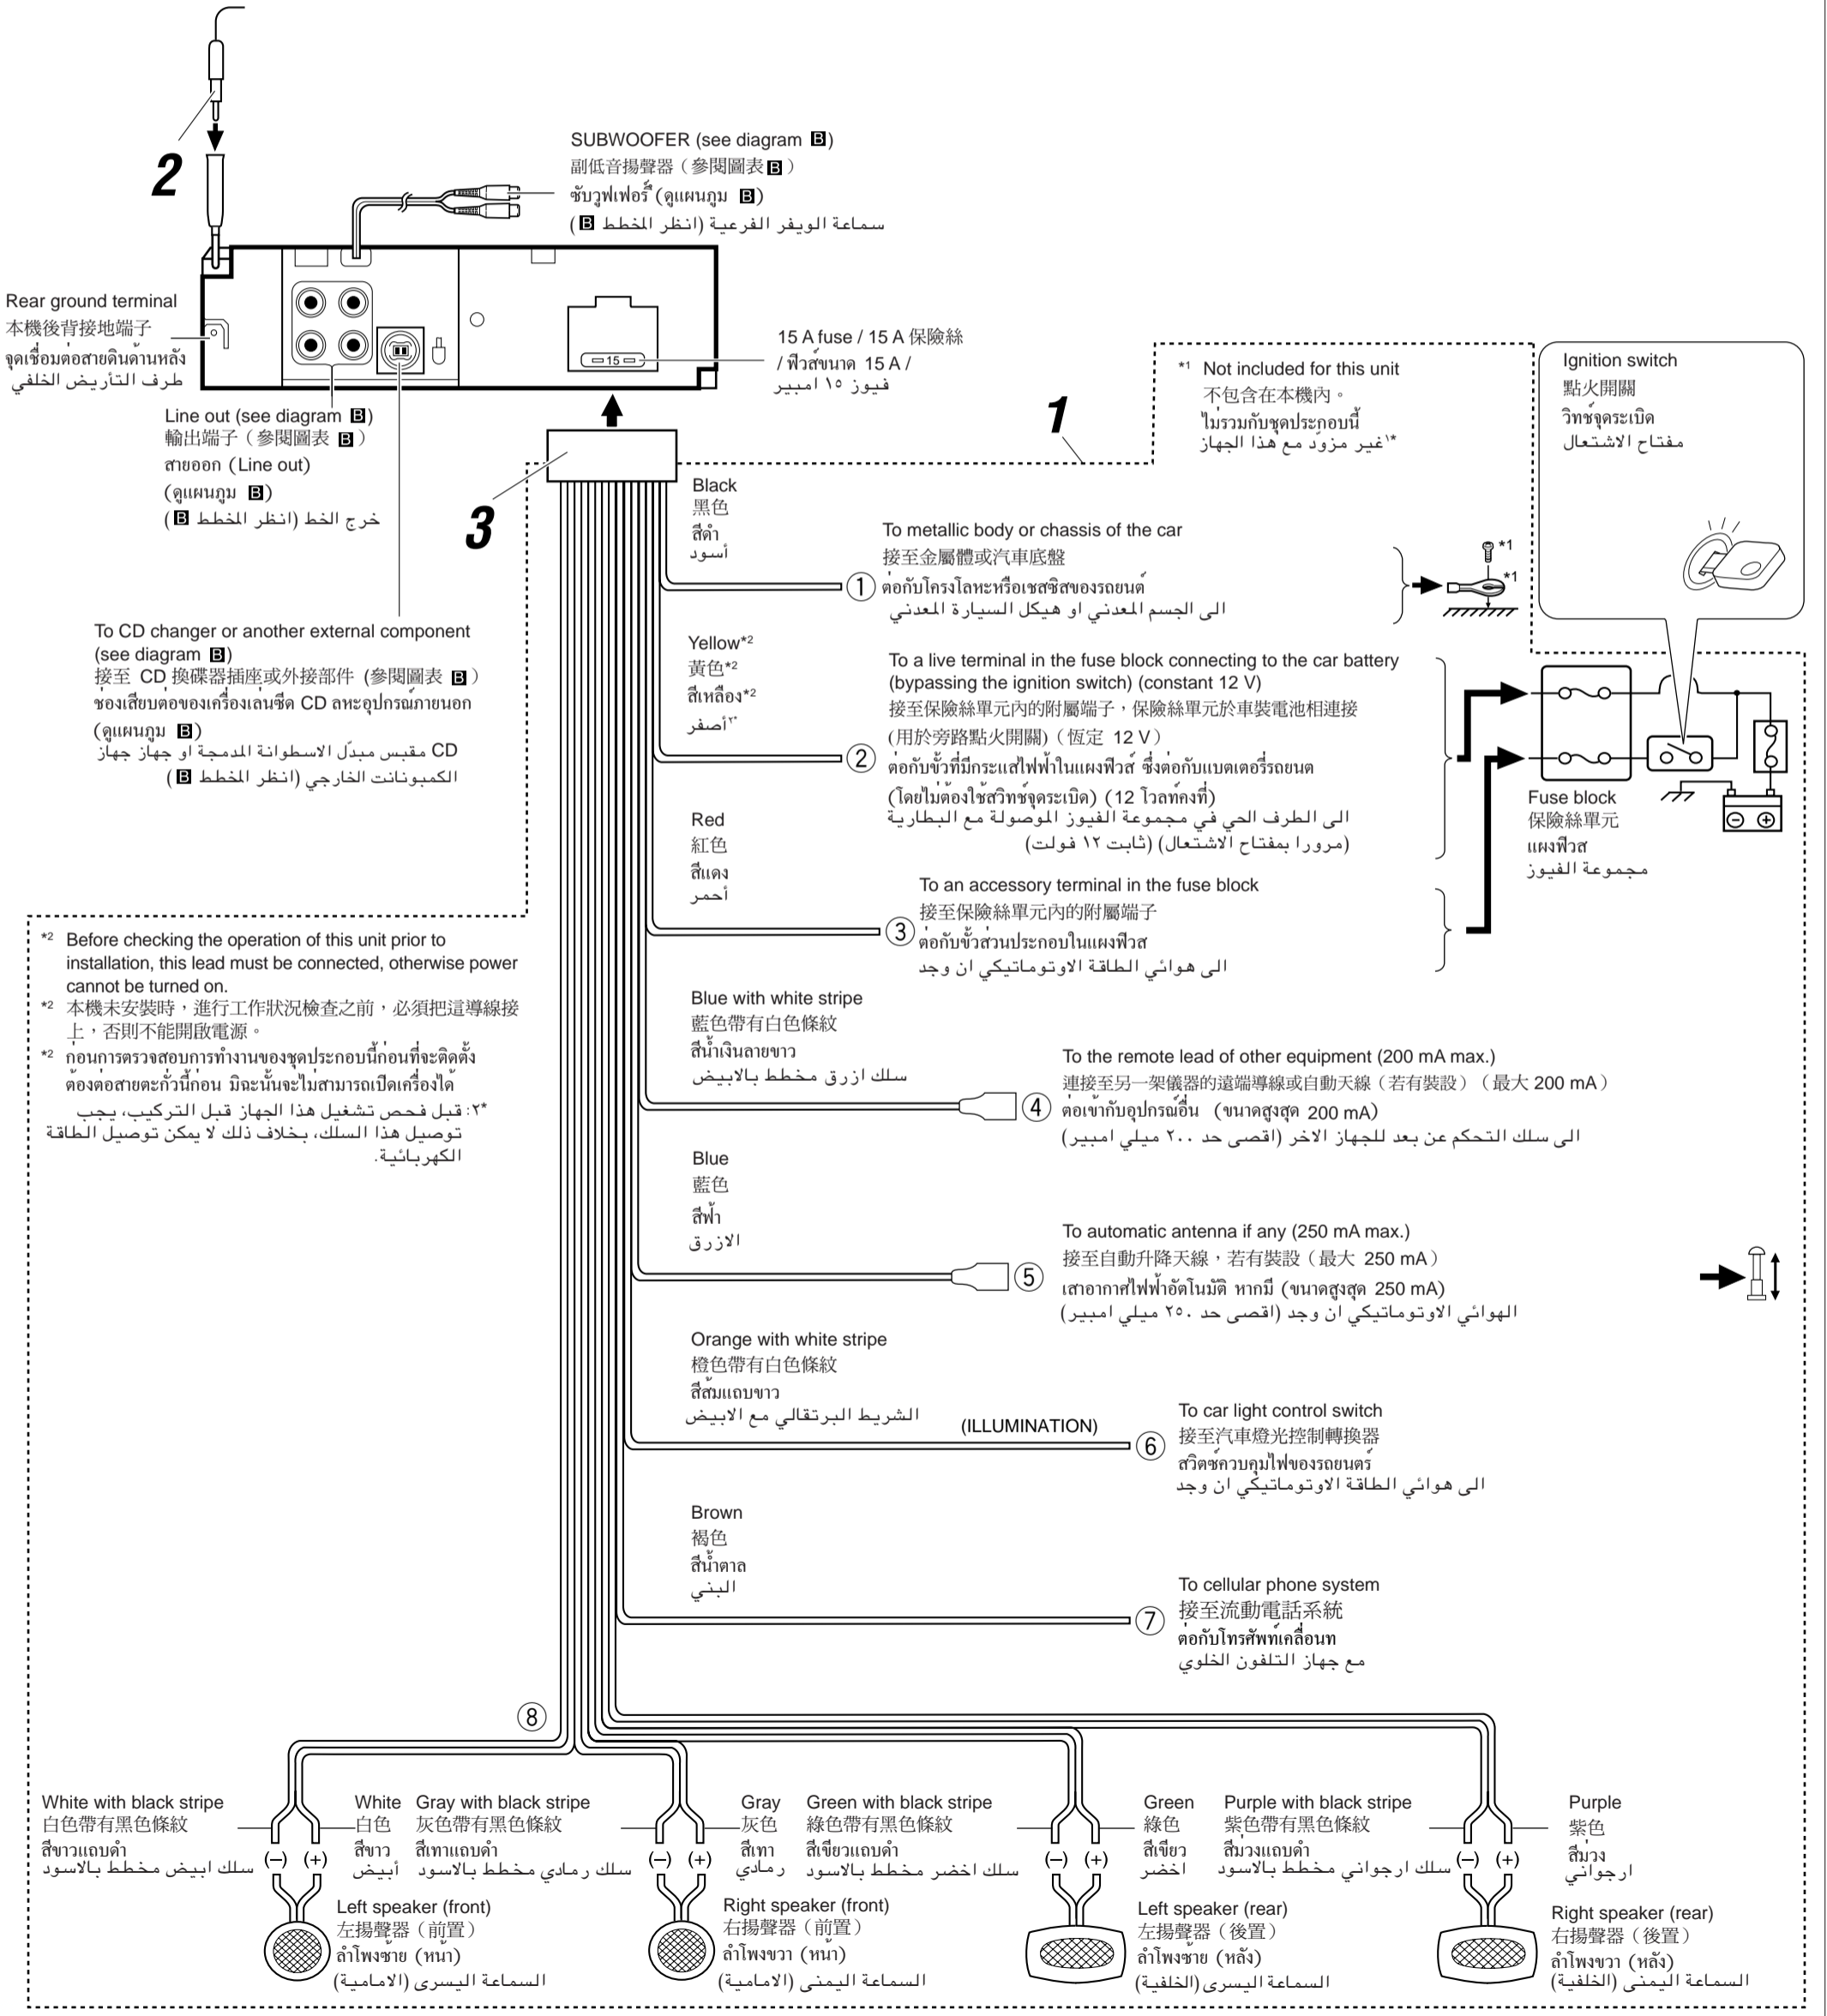 2
SUBWOOFER (see diagram B)
副低音揚聲器（參閱圖表 B）
ซับวูฟเฟอร์ (ดูแผนภูม B)
سماعة الويفر الفرعية (انظر المخطط B)
Rear ground terminal
本機後背接地端子
จุดเชื่อมต่อสายดินด้านหลัง
طرف التأريض الخلفي
15
15 A fuse / 15 A 保險絲
/ ฟิวส์ขนาด 15 A /
فيوز ١٥ امبير
Line out (see diagram B)
輸出端子（參閱圖表 B）
สายออก (Line out)
(ดูแผนภูม B)
خرج الخط (انظر المخطط B)
To CD changer or another external component
(see diagram B)
接至 CD 換碟器插座或外接部件 (參閱圖表 B）
ช่องเสียบต่อของเครื่องเล่นซีด CD ลหะอุปกรณ์ภายนอก
(ดูแผนภูม B)
CD مقبس مبدّل الاسطوانة المدمجة او جهاز جهاز
الكمبونانت الخارجي (انظر المخطط B)
3
1
*1 Not included for this unit
不包含在本機內。
ไม่รวมกับชุดประกอบนี้
*١غير مزوّد مع هذا الجهاز
Ignition switch
點火開關
วิทช์จุดระเบิด
مفتاح الاشتعال
Black
黑色
สีดำ
أسود
① To metallic body or chassis of the car
接至金屬體或汽車底盤
ต่อกับโครงโลหะหรือเชสซิสของรถยนต์
الى الجسم المعدني او هيكل السيارة المعدني
*1
*1
Yellow*2
黃色*2
สีเหลือง*2
أصفر*٢
② To a live terminal in the fuse block connecting to the car battery
(bypassing the ignition switch) (constant 12 V)
接至保險絲單元內的附屬端子，保險絲單元於車裝電池相連接
(用於旁路點火開關)（恆定 12 V）
ต่อกับขั้วที่มีกระแสไฟฟ้าในแผงฟิวส์ ซึ่งต่อกับแบตเตอรี่รถยนต
(โดยไม่ต้องใช้สวิทช์จุดระเบิด) (12 โวลท์คงที่)
الى الطرف الحي في مجموعة الفيوز الموصولة مع البطارية
(مرورا بمفتاح الاشتعال) (ثابت ١٢ فولت)
Fuse block
保險絲單元
แผงฟิวส
مجموعة الفيوز
Red
紅色
สีแดง
أحمر
③ To an accessory terminal in the fuse block
接至保險絲單元內的附屬端子
ต่อกับขั้วส่วนประกอบในแผงฟิวส
الى هوائي الطاقة الاوتوماتيكي ان وجد
*2 Before checking the operation of this unit prior to
installation, this lead must be connected, otherwise power
cannot be turned on.
*2 本機未安裝時，進行工作狀況檢查之前，必須把這導線接
上，否則不能開啟電源。
*2 ก่อนการตรวจสอบการทำงานของชุดประกอบนี้ก่อนที่จะติดตั้ง
ต้องต่อสายตะกั่วนี้ก่อน มิฉะนั้นจะไม่สามารถเปิดเครื่องได้
*٢: قبل فحص تشغيل هذا الجهاز قبل التركيب، يجب
توصيل هذا السلك، بخلاف ذلك لا يمكن توصيل الطاقة
الكهربائية.
Blue with white stripe
藍色帶有白色條紋
สีน้ำเงินลายขาว
سلك ازرق مخطط بالابيض
④ To the remote lead of other equipment (200 mA max.)
連接至另一架儀器的遠端導線或自動天線（若有裝設）（最大 200 mA）
ต่อเข้ากับอุปกรณ์อื่น (ขนาดสูงสุด 200 mA)
الى سلك التحكم عن بعد للجهاز الاخر (اقصى حد ٢٠٠ ميلي امبير)
Blue
藍色
สีฟ้า
الازرق
⑤ To automatic antenna if any (250 mA max.)
接至自動升降天線，若有裝設（最大 250 mA）
เสาอากาศไฟฟ้าอัตโนมัติ หากมี (ขนาดสูงสุด 250 mA)
الهوائي الاوتوماتيكي ان وجد (اقصى حد ٢٥٠ ميلي امبير)
Orange with white stripe
橙色帶有白色條紋
สีส้มแถบขาว
الشريط البرتقالي مع الابيض
(ILLUMINATION)
⑥ To car light control switch
接至汽車燈光控制轉換器
สวิตซ์ควบคุมไฟของรถยนตร์
الى هوائي الطاقة الاوتوماتيكي ان وجد
Brown
褐色
สีน้ำตาล
البني
⑦ To cellular phone system
接至流動電話系統
ต่อกับโทรศัพท์เคลื่อนท
مع جهاز التلفون الخلوي
⑧
White with black stripe
白色帶有黑色條紋
สีขาวแถบดำ
سلك ابيض مخطط بالاسود
(–) (+)
White
白色
สีขาว
أبيض
Left speaker (front)
左揚聲器（前置）
ลำโพงซ้าย (หน้า)
السماعة اليسرى (الامامية)
Gray with black stripe
灰色帶有黑色條紋
สีเทาแถบดำ
سلك رمادي مخطط بالاسود
(–) (+)
Gray
灰色
สีเทา
رمادي
Right speaker (front)
右揚聲器（前置）
ลำโพงขวา (หน้า)
السماعة اليمنى (الامامية)
Green with black stripe
綠色帶有黑色條紋
สีเขียวแถบดำ
سلك اخضر مخطط بالاسود
(–) (+)
Green
綠色
สีเขียว
اخضر
Left speaker (rear)
左揚聲器（後置）
ลำโพงซ้าย (หลัง)
السماعة اليسرى (الخلفية)
Purple with black stripe
紫色帶有黑色條紋
สีม่วงแถบดำ
سلك ارجواني مخطط بالاسود
(–) (+)
Purple
紫色
สีม่วง
ارجواني
Right speaker (rear)
右揚聲器（後置）
ลำโพงขวา (หลัง)
السماعة اليمنى (الخلفية)